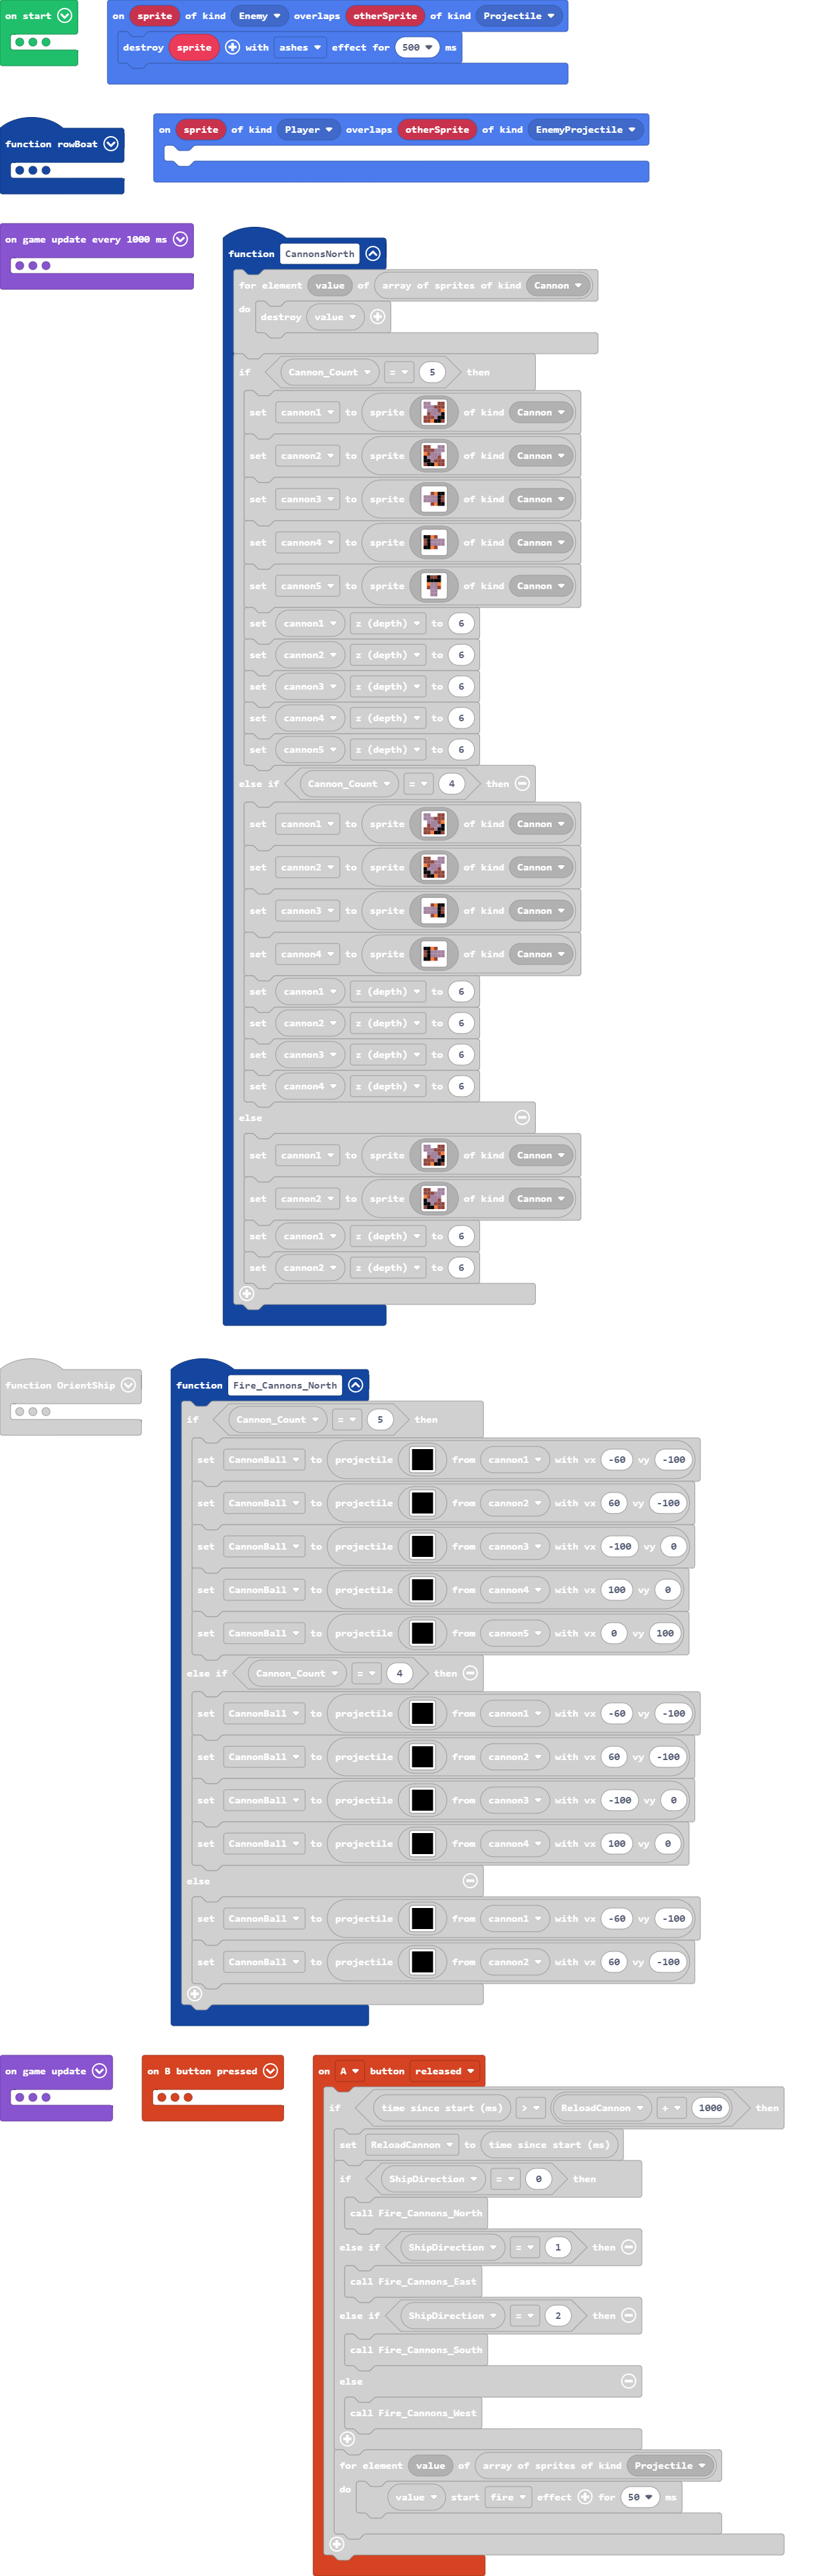 on start
on sprite of kind Enemy overlaps otherSprite of kind Projectile
destroy sprite with ashes effect for 500 ms
function rowBoat
on sprite of kind Player overlaps otherSprite of kind EnemyProjectile
on game update every 1000 ms
function CannonsNorth
for element value of array of sprites of kind Cannon
do
destroy value
if Cannon_Count = 5 then
set cannon1 to sprite of kind Cannon
set cannon2 to sprite of kind Cannon
set cannon3 to sprite of kind Cannon
set cannon4 to sprite of kind Cannon
set cannon5 to sprite of kind Cannon
set cannon1 z (depth) to 6
set cannon2 z (depth) to 6
set cannon3 z (depth) to 6
set cannon4 z (depth) to 6
set cannon5 z (depth) to 6
else if Cannon_Count = 4 then
set cannon1 to sprite of kind Cannon
set cannon2 to sprite of kind Cannon
set cannon3 to sprite of kind Cannon
set cannon4 to sprite of kind Cannon
set cannon1 z (depth) to 6
set cannon2 z (depth) to 6
set cannon3 z (depth) to 6
set cannon4 z (depth) to 6
else
set cannon1 to sprite of kind Cannon
set cannon2 to sprite of kind Cannon
set cannon1 z (depth) to 6
set cannon2 z (depth) to 6
function OrientShip
function Fire_Cannons_North
if Cannon_Count = 5 then
set CannonBall to projectile from cannon1 with vx -60 vy -100
set CannonBall to projectile from cannon2 with vx 60 vy -100
set CannonBall to projectile from cannon3 with vx -100 vy 0
set CannonBall to projectile from cannon4 with vx 100 vy 0
set CannonBall to projectile from cannon5 with vx 0 vy 100
else if Cannon_Count = 4 then
set CannonBall to projectile from cannon1 with vx -60 vy -100
set CannonBall to projectile from cannon2 with vx 60 vy -100
set CannonBall to projectile from cannon3 with vx -100 vy 0
set CannonBall to projectile from cannon4 with vx 100 vy 0
else
set CannonBall to projectile from cannon1 with vx -60 vy -100
set CannonBall to projectile from cannon2 with vx 60 vy -100
on game update
on B button pressed
on A button released
if time since start (ms) > ReloadCannon + 1000 then
set ReloadCannon to time since start (ms)
if ShipDirection = 0 then
call Fire_Cannons_North
else if ShipDirection = 1 then
call Fire_Cannons_East
else if ShipDirection = 2 then
call Fire_Cannons_South
else
call Fire_Cannons_West
for element value of array of sprites of kind Projectile
do
value start fire effect for 50 ms